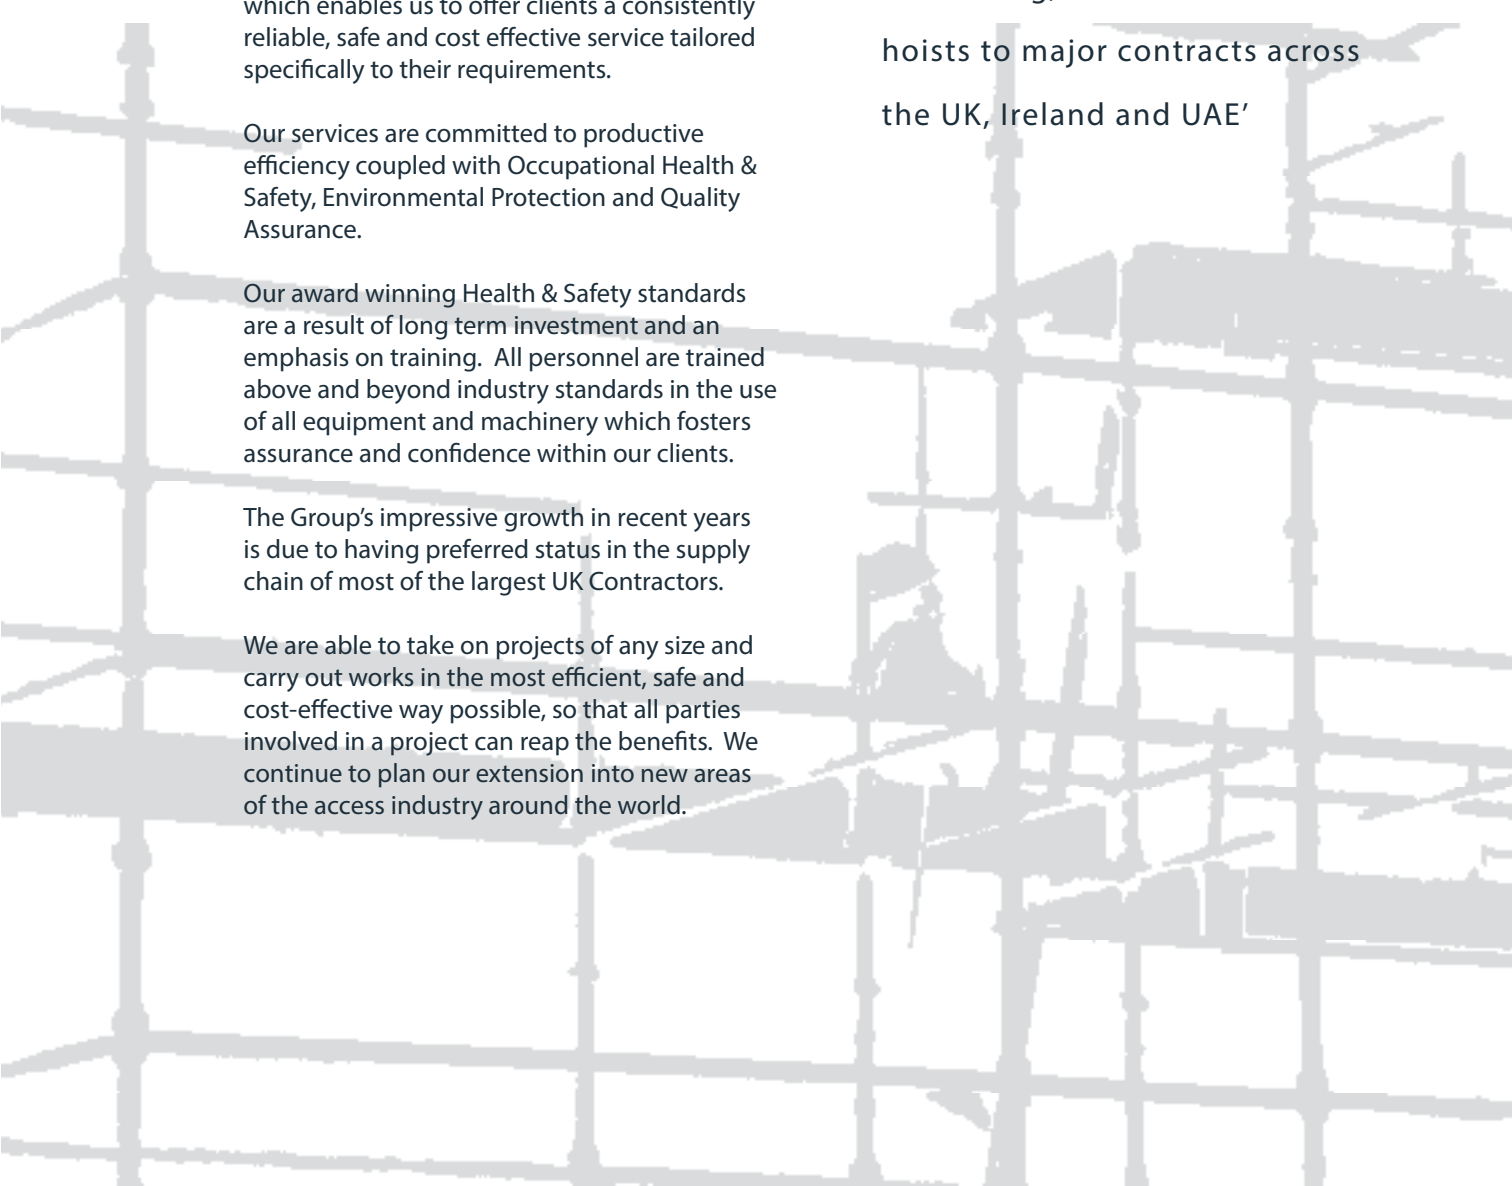 which enables us to offer clients a consistently
reliable, safe and cost effective service tailored
specifically to their requirements.
Our services are committed to productive
efficiency coupled with Occupational Health &
Safety, Environmental Protection and Quality
Assurance.
Our award winning Health & Safety standards
are a result of long term investment and an
emphasis on training.  All personnel are trained
above and beyond industry standards in the use
of all equipment and machinery which fosters
assurance and confidence within our clients.
The Group’s impressive growth in recent years
is due to having preferred status in the supply
chain of most of the largest UK Contractors.
We are able to take on projects of any size and
carry out works in the most efficient, safe and
cost-effective way possible, so that all parties
involved in a project can reap the benefits.  We
continue to plan our extension into new areas
of the access industry around the world.
hoists to major contracts across
the UK, Ireland and UAE’